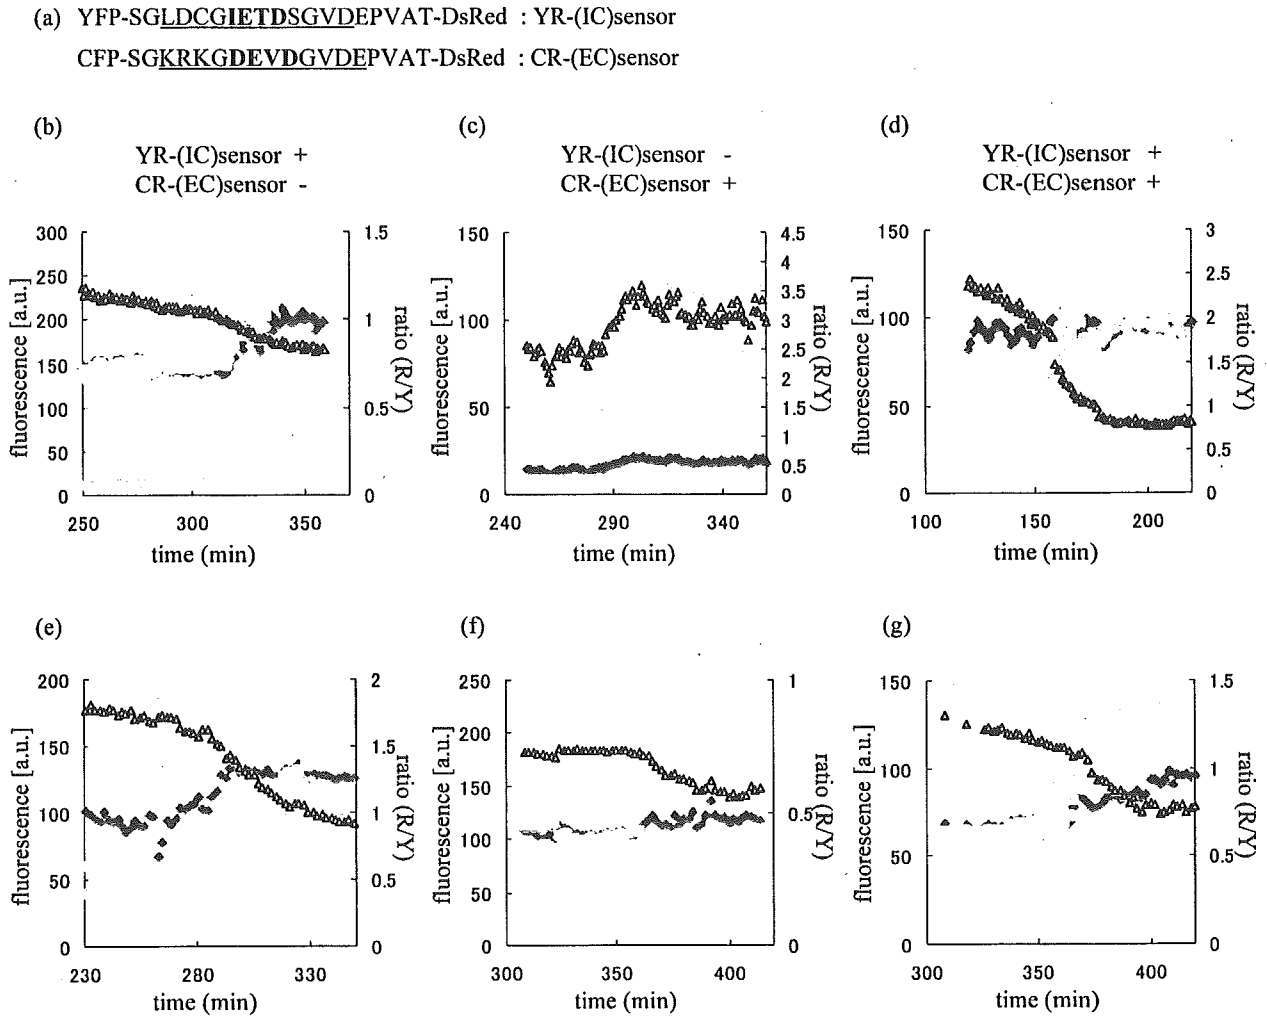 (a) YFP-SGLDCGIETDSGVDEPVAT-DsRed : YR-(IC)sensor
CFP-SGKRKGDEVDGVDEPVAT-DsRed : CR-(EC)sensor
(b)
YR-(IC)sensor +
CR-(EC)sensor -
300
250
200
150
100
50
0
fluorescence [a.u.]
250 300 350
time (min)
1.5
1
0.5
0
ratio (R/Y)
(c)
YR-(IC)sensor -
CR-(EC)sensor +
150
100
50
0
fluorescence [a.u.]
240 290 340
time (min)
4.5
4
3.5
3
2.5
2
1.5
1
0.5
0
ratio (R/Y)
(d)
YR-(IC)sensor +
CR-(EC)sensor +
150
100
50
0
fluorescence [a.u.]
100 150 200
time (min)
3
2.5
2
1.5
1
0.5
0
ratio (R/Y)
(e)
200
150
100
50
0
fluorescence [a.u.]
230 280 330
time (min)
2
1.5
1
0.5
0
ratio (R/Y)
(f)
250
200
150
100
50
0
fluorescence [a.u.]
300 350 400
time (min)
1
0.5
0
ratio (R/Y)
(g)
150
100
50
0
fluorescence [a.u.]
300 350 400
time (min)
1.5
1
0.5
0
ratio (R/Y)